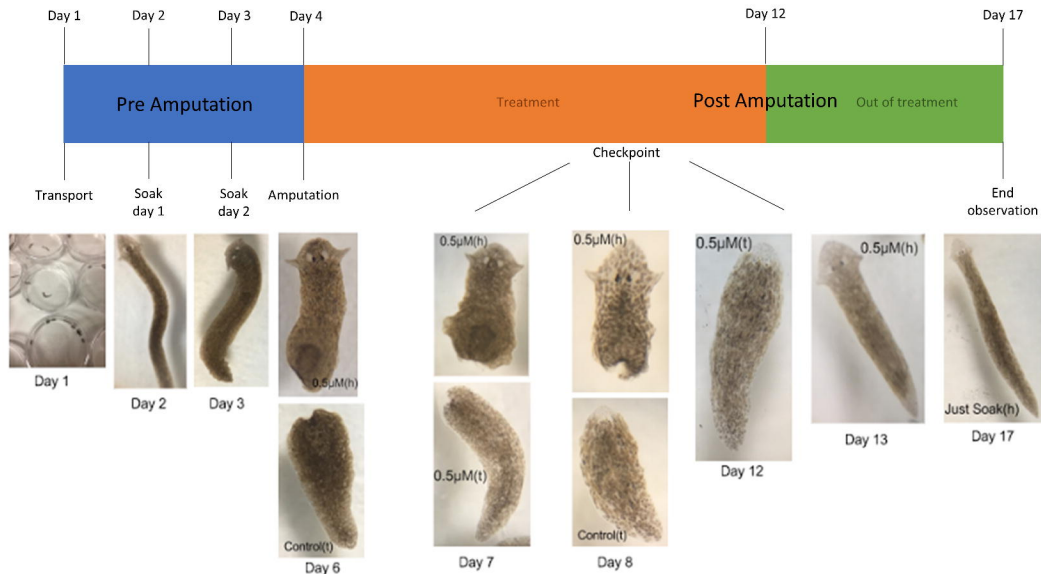 Day 1
Day 2
Day 3
Day 4
Day 12
Day 17
Pre Amputation
Treatment
Post Amputation
Out of treatment
Checkpoint
Transport
Soak
day 1
Soak
day 2
Amputation
End
observation
0.5µM(h)
0.5µM(h)
0.5µM(t)
0.5µM(h)
0.5µM(h)
Day 1
Day 2
Day 3
0.5µM(t)
Control(t)
Control(t)
Just Soak(h)
Day 6
Day 7
Day 8
Day 12
Day 13
Day 17